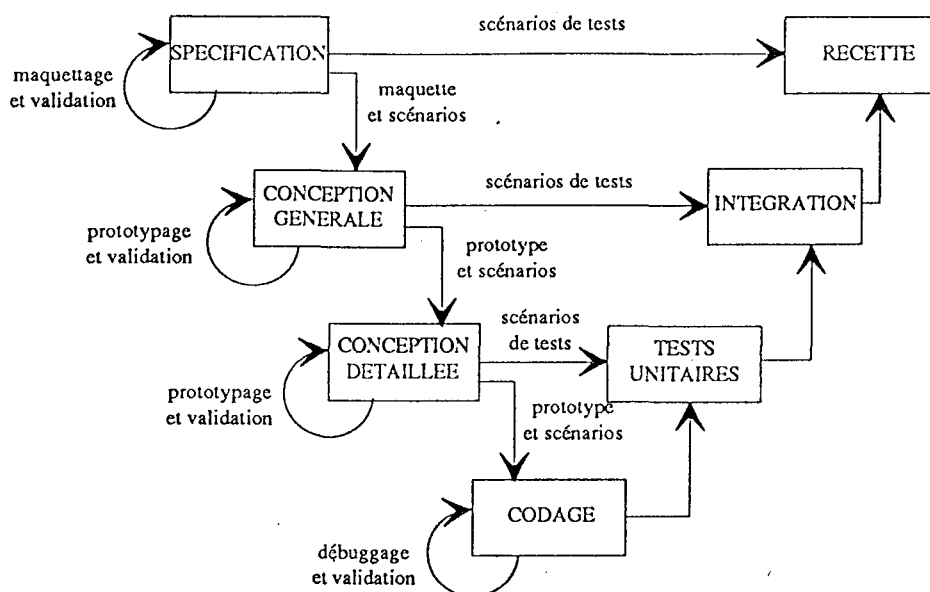 scénarios de tests
SPECIFICATION
RECETTE
maquettage
et validation
maquette
et scénarios
CONCEPTION
GENERALE
scénarios de tests
INTEGRATION
prototypage
et validation
prototype
et scénarios
CONCEPTION
DETAILLEE
scénarios
de tests
TESTS
UNITAIRES
prototypage
et validation
prototype
et scénarios
CODAGE
débuggage
et validation